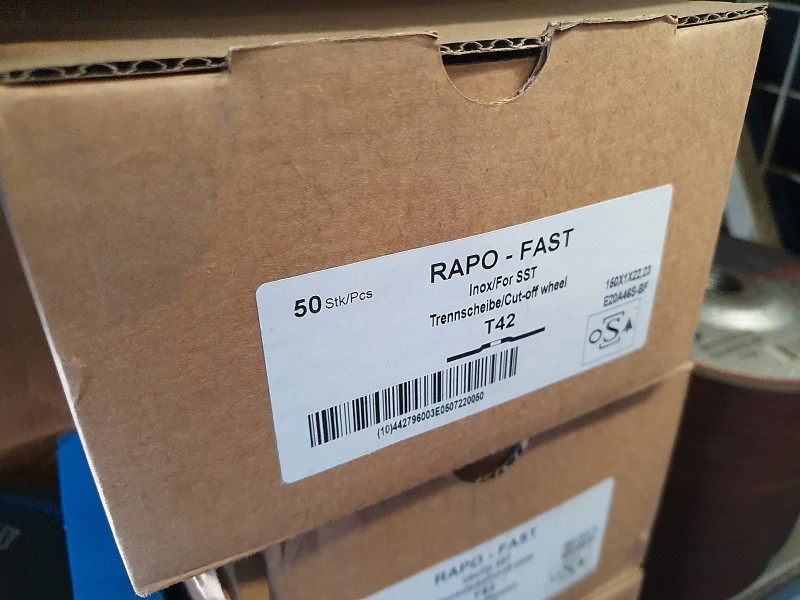 50 Stk/Pcs
RAPO - FAST
Inox/For SST
Trennscheibe/Cut-off wheel
T42
150X1X22,23
E20A46S-BF
oSA
(10)442796003E0507220050
RAPO - FAST
T42